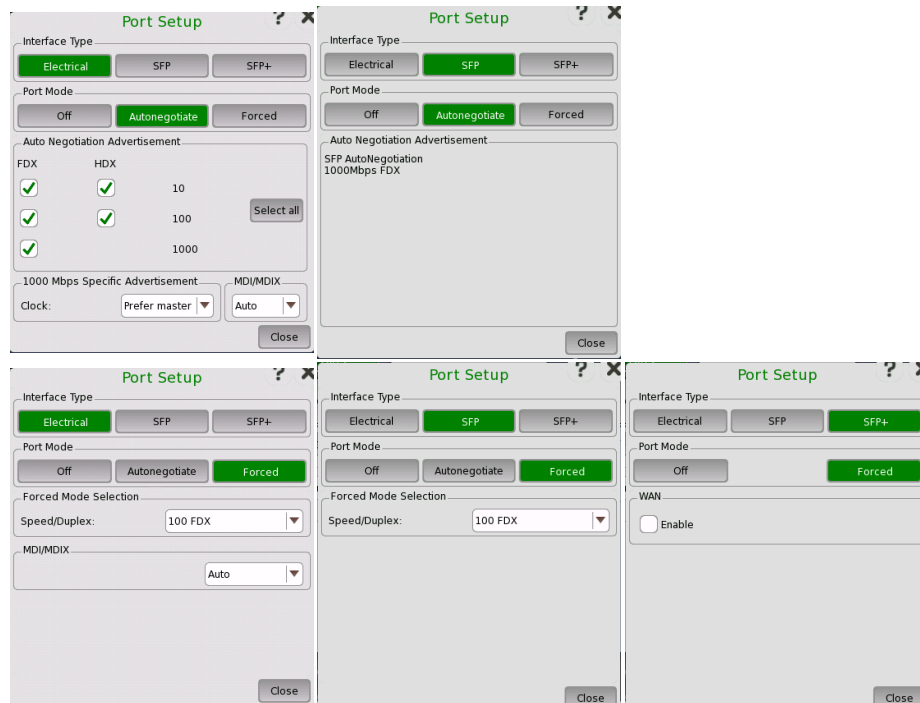 Port Setup ? X
Interface Type
Electrical SFP SFP+
Port Mode
Off Autonegotiate Forced
Auto Negotiation Advertisement
FDX HDX
10
100 Select all
1000
1000 Mbps Specific Advertisement MDI/MDIX
Clock: Prefer master Auto
Close
Port Setup ? X
Interface Type
Electrical SFP SFP+
Port Mode
Off Autonegotiate Forced
Auto Negotiation Advertisement
SFP AutoNegotiation
1000Mbps FDX
Close
Port Setup ? X
Interface Type
Electrical SFP SFP+
Port Mode
Off Autonegotiate Forced
Forced Mode Selection
Speed/Duplex: 100 FDX
MDI/MDIX
Auto
Close
Port Setup ? X
Interface Type
Electrical SFP SFP+
Port Mode
Off Autonegotiate Forced
Forced Mode Selection
Speed/Duplex: 100 FDX
Close
Port Setup ?
Interface Type
Electrical SFP SFP+
Port Mode
Off Forced
WAN
Enable
Close